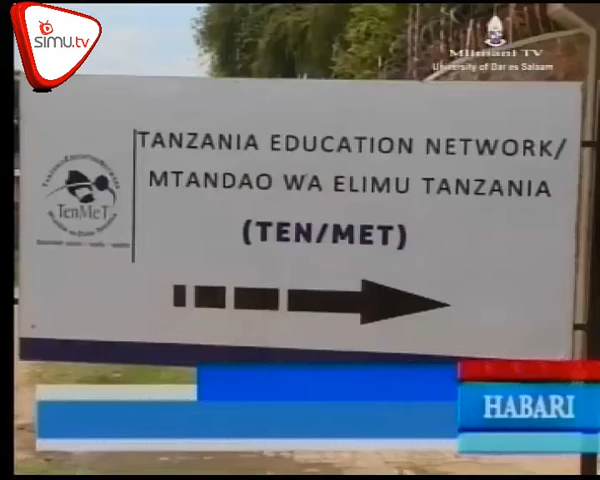 simu.tv
Mlimani TV
University of Dar es Salaam
TANZANIA EDUCATION NETWORK/
MTANDAO WA ELIMU TANZANIA
TenMeT
(TEN/MET)
HABARI